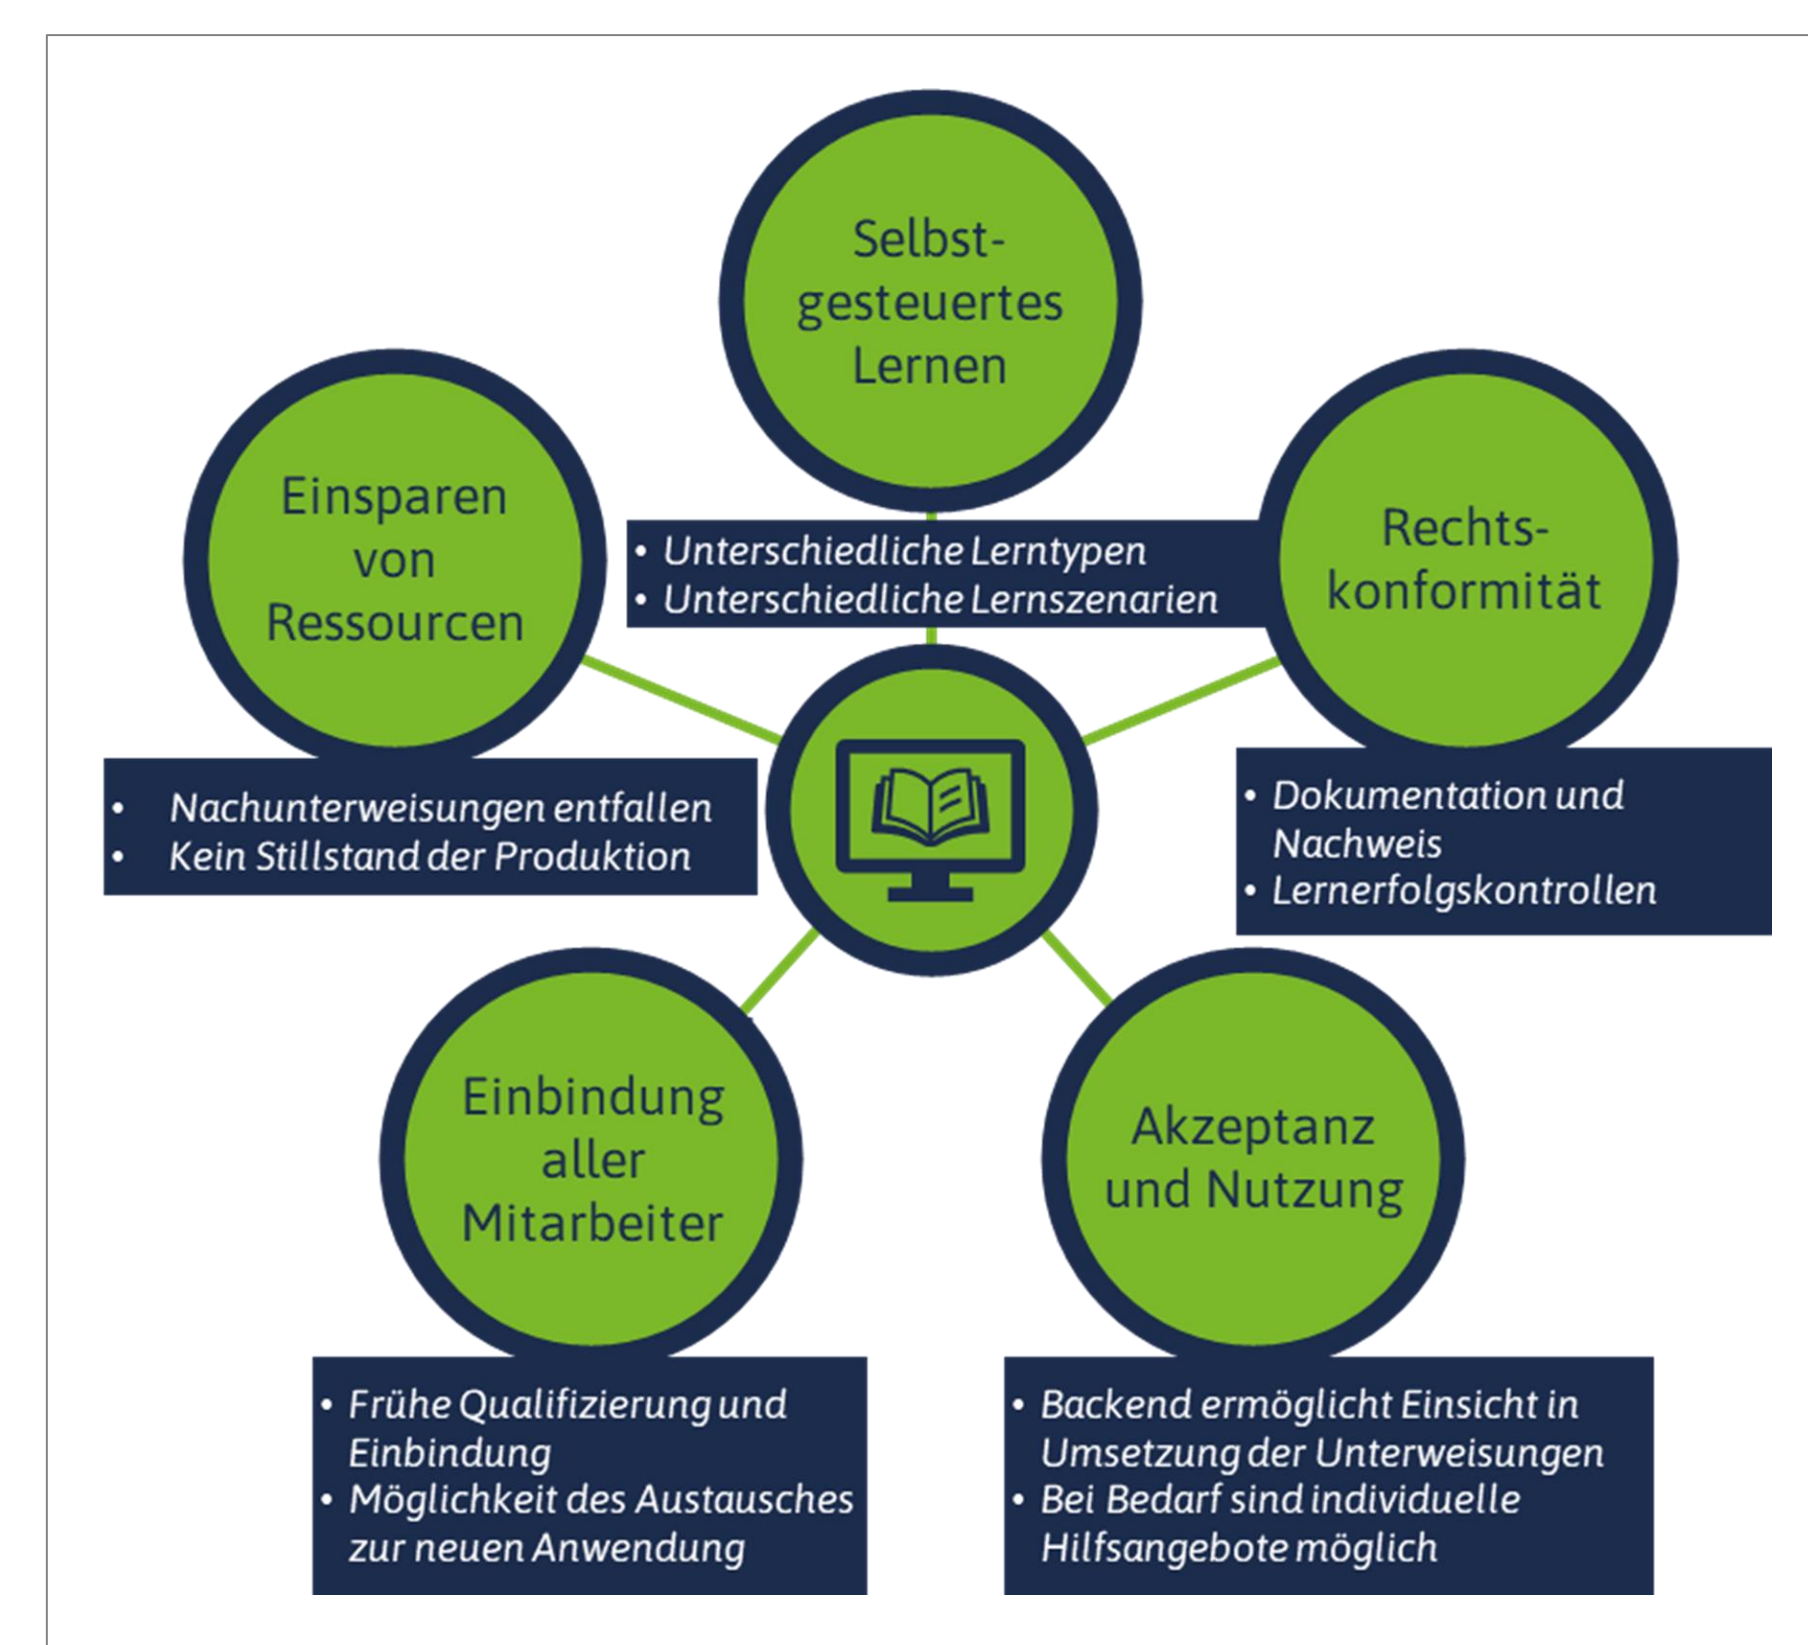 Selbst-
gesteuertes
Lernen
• Unterschiedliche Lerntypen
• Unterschiedliche Lernszenarien
Einsparen
von
Ressourcen
• Nachunterweisungen entfallen
• Kein Stillstand der Produktion
Rechts-
konformität
• Dokumentation und
Nachweis
• Lernerfolgskontrollen
Einbindung
aller
Mitarbeiter
• Frühe Qualifizierung und
Einbindung
• Möglichkeit des Austausches
zur neuen Anwendung
Akzeptanz
und Nutzung
• Backend ermöglicht Einsicht in
Umsetzung der Unterweisungen
• Bei Bedarf sind individuelle
Hilfsangebote möglich